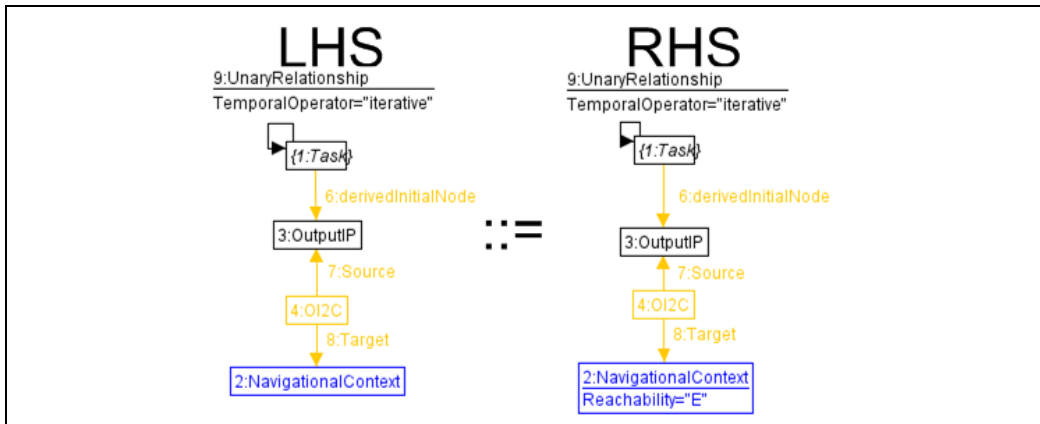 LHS
9:UnaryRelationship
TemporalOperator="iterative"
{1:Task}
6:derivedInitialNode
3:OutputIP
7:Source
4:OI2C
8:Target
2:NavigationalContext
::=
RHS
9:UnaryRelationship
TemporalOperator="iterative"
{1:Task}
6:derivedInitialNode
3:OutputIP
7:Source
4:OI2C
8:Target
2:NavigationalContext
Reachability="E"